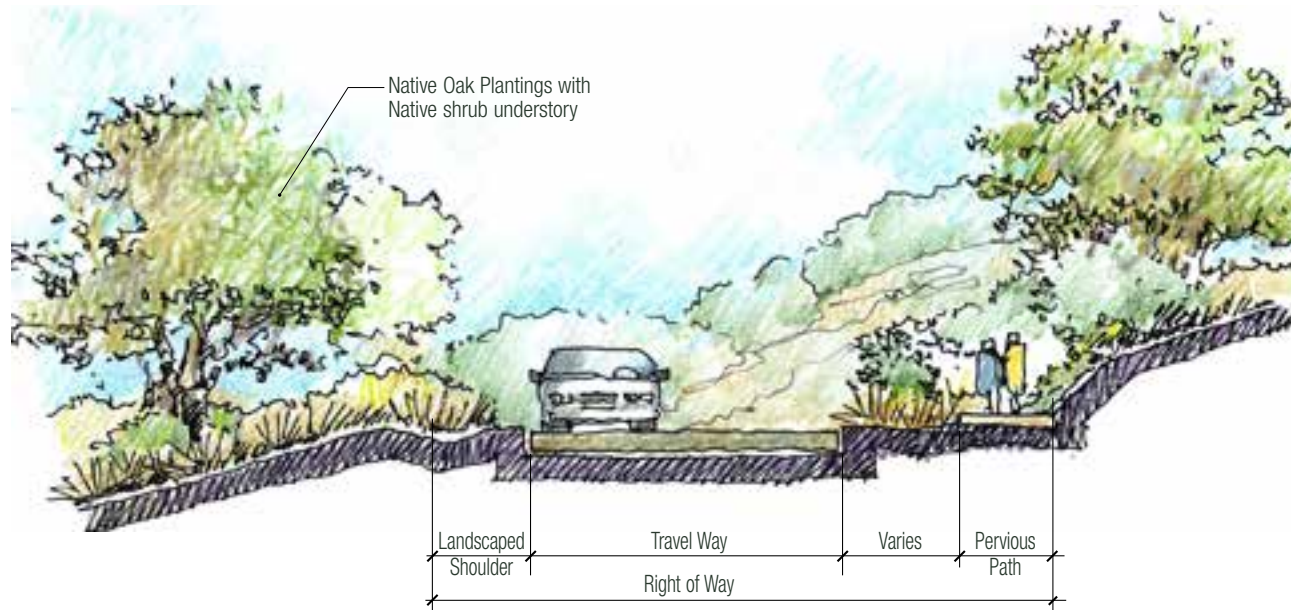 Native Oak Plantings with
Native shrub understory
Landscaped
Shoulder
Travel Way
Varies
Pervious
Path
Right of Way